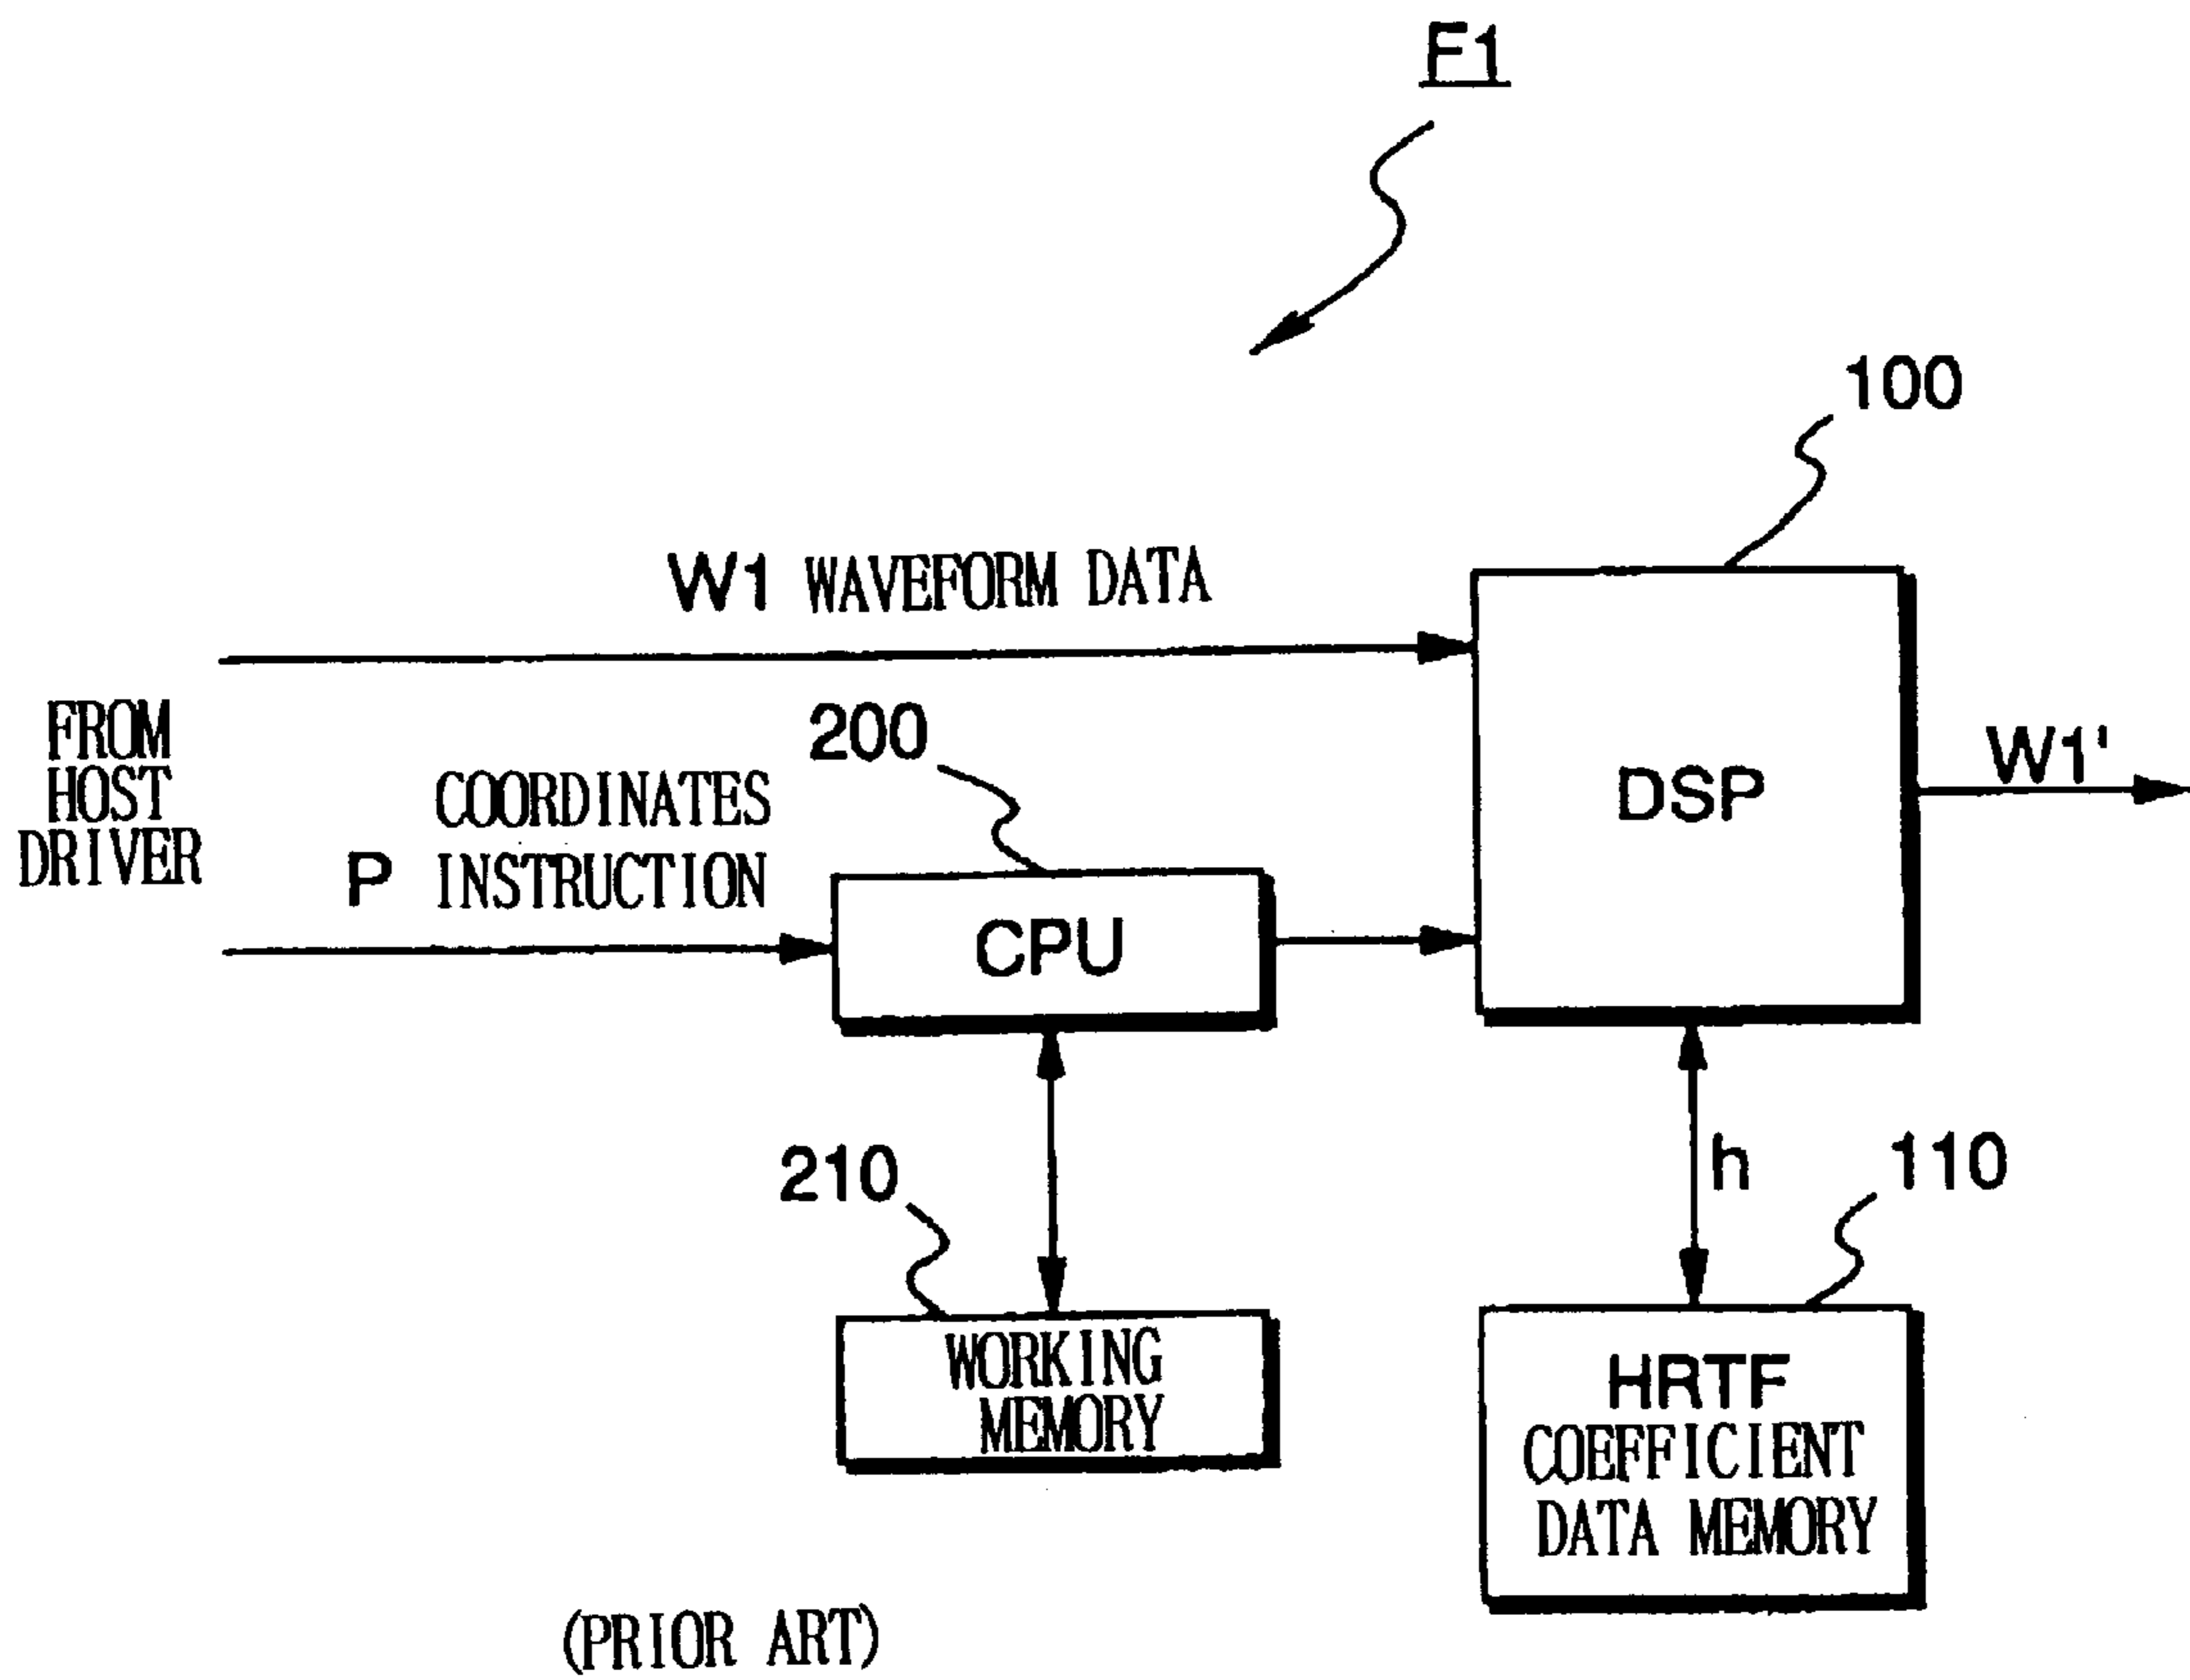 F1
100
W1 WAVEFORM DATA
FROM
HOST
DRIVER
200
COORDINATES
P INSTRUCTION
CPU
DSP
W1'
210
h
110
WORKING
MEMORY
HRTF
COEFFICIENT
DATA MEMORY
(PRIOR ART)